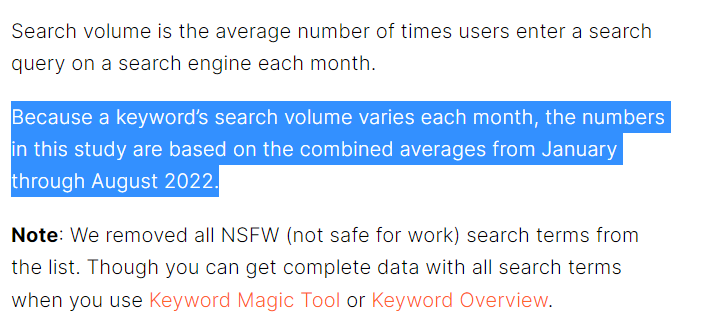 Search volume is the average number of times users enter a search
query on a search engine each month.
Because a keyword’s search volume varies each month, the numbers
in this study are based on the combined averages from January
through August 2022.
Note: We removed all NSFW (not safe for work) search terms from
the list. Though you can get complete data with all search terms
when you use Keyword Magic Tool or Keyword Overview.